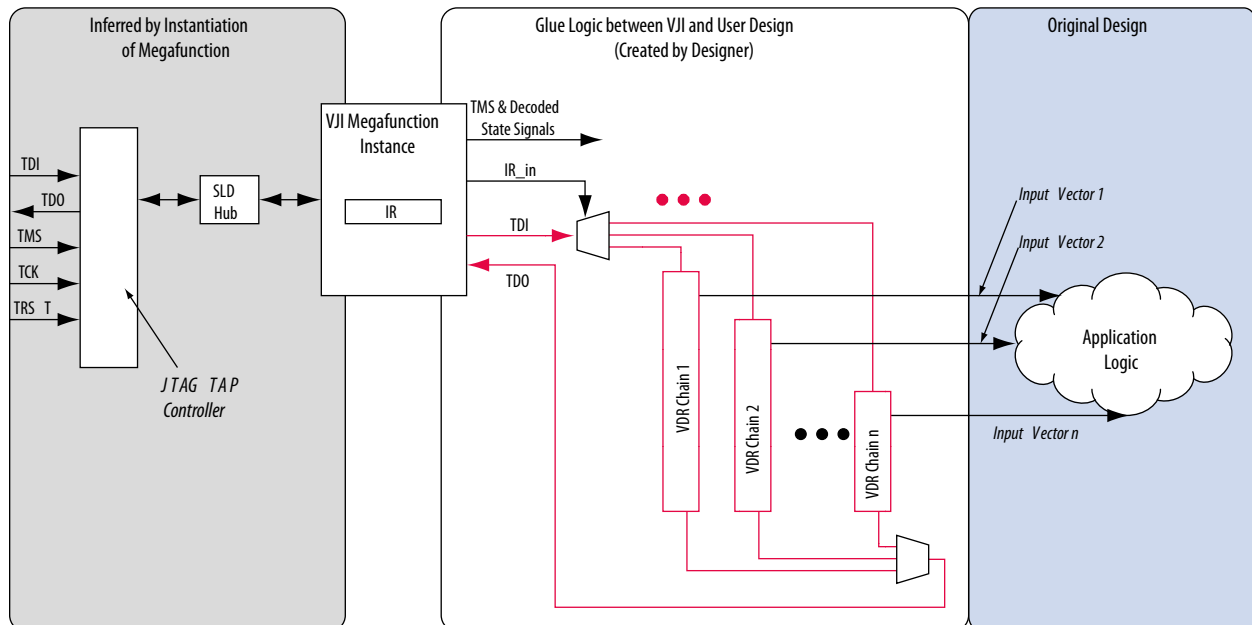 Inferred by Instantiation
of Megafunction
Glue Logic between VJI and User Design
(Created by Designer)
Original Design
VJI Megafunction
Instance
IR
TMS & Decoded
State Signals
IR_in
TDI
TDO
TDI
TDO
TMS
TCK
TRS T
SLD
Hub
J TAG TA P
Controller
VDR Chain 1
VDR Chain 2
VDR Chain n
Input Vector 1
Input Vector 2
Application
Logic
Input Vector n